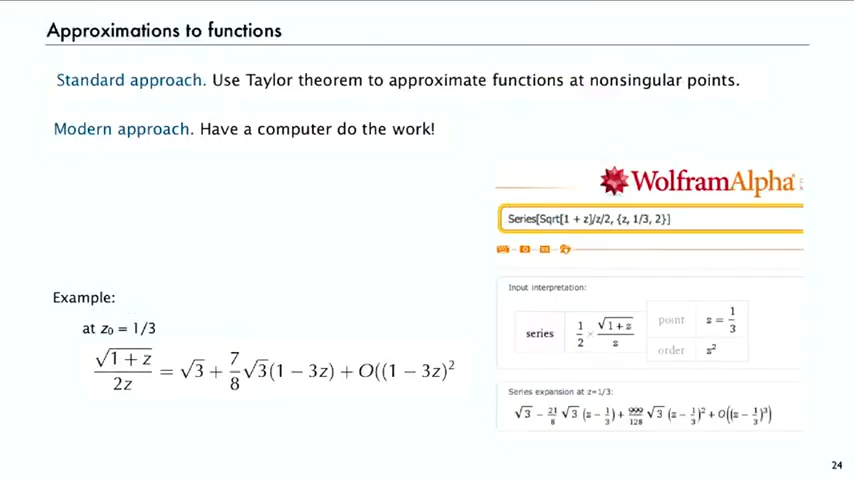 Approximations to functions
Standard approach. Use Taylor theorem to approximate functions at nonsingular points.
Modern approach. Have a computer do the work!
WolframAlpha
Series[Sqrt[1 + z]/z/2, {z, 1/3, 2}]
Input interpretation:
series 1/2 × √(1+z)/z point z = 1/3
order z²
Example:
at z₀ = 1/3
√(1 + z)/2z = √3 + 7/8 √3(1 − 3z) + O((1 − 3z)²
Series expansion at z=1/3:
√3 − 21/8 √3 (z − 1/3) + 999/128 √3 (z − 1/3)² + O((z − 1/3)³)
24